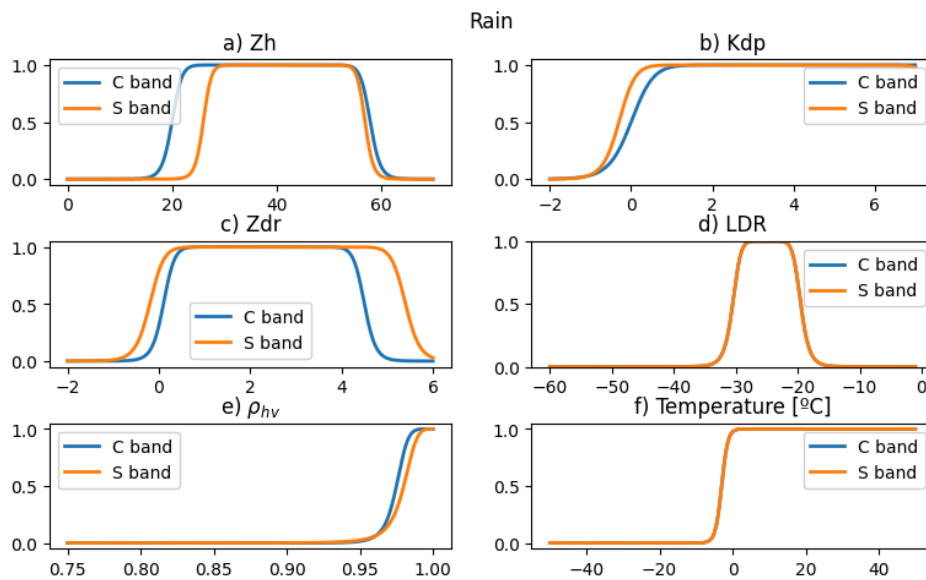 Rain
a) Zh
b) Kdp
1.0
0.5
0.0
C band
S band
0
20
40
60
1.0
0.5
0.0
C band
S band
−2
0
2
4
6
c) Zdr
d) LDR
1.0
0.5
0.0
C band
S band
−2
0
2
4
6
1.0
0.5
0.0
C band
S band
−60
−50
−40
−30
−20
−10
0
e) ρhv
f) Temperature [ºC]
1.0
0.5
0.0
C band
S band
0.75
0.80
0.85
0.90
0.95
1.00
1.0
0.5
0.0
C band
S band
−40
−20
0
20
40